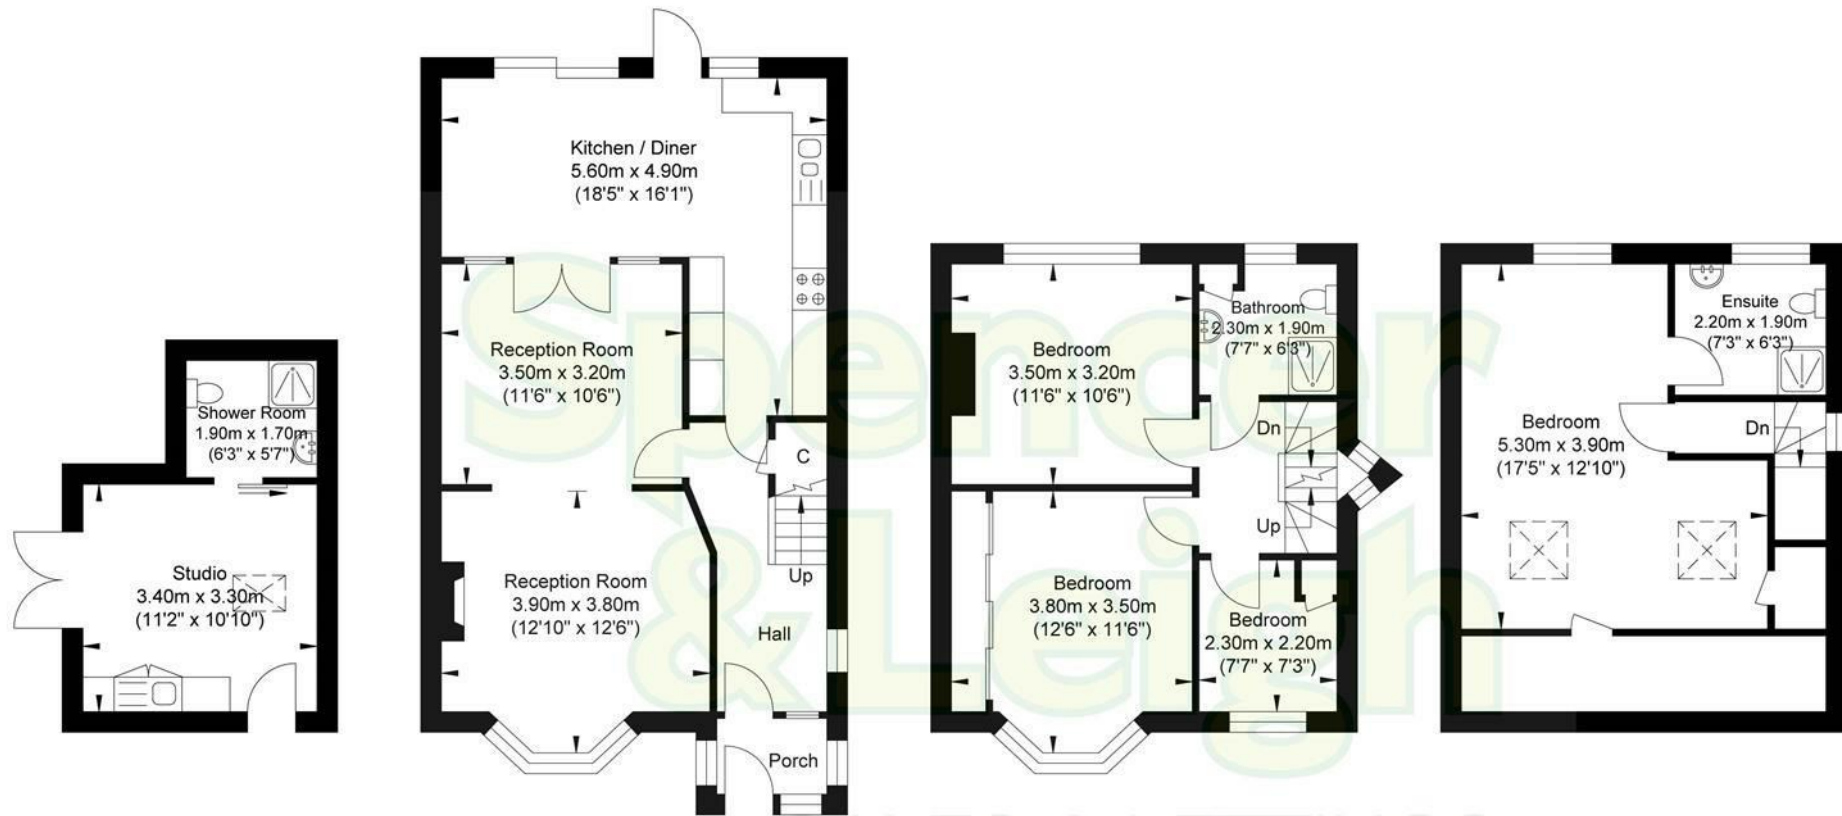 Shower Room
1.90m x 1.70m
(6'3" x 5'7")
Studio
3.40m x 3.30m
(11'2" x 10'10")
Kitchen / Diner
5.60m x 4.90m
(18'5" x 16'1")
Reception Room
3.50m x 3.20m
(11'6" x 10'6")
C
Up
Reception Room
3.90m x 3.80m
(12'10" x 12'6")
Hall
Porch
Bedroom
3.50m x 3.20m
(11'6" x 10'6")
Bathroom
2.30m x 1.90m
(7'7" x 6'3")
Dn
Up
Bedroom
3.80m x 3.50m
(12'6" x 11'6")
Bedroom
2.30m x 2.20m
(7'7" x 7'3")
Ensuite
2.20m x 1.90m
(7'3" x 6'3")
Bedroom
5.30m x 3.90m
(17'5" x 12'10")
Dn
Spencer
& Leigh